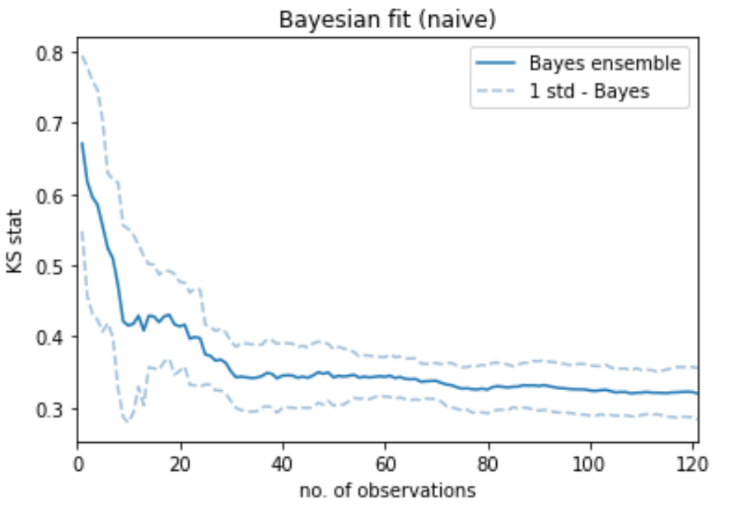 Bayesian fit (naive)
Bayes ensemble
1 std - Bayes
KS stat
0.8
0.7
0.6
0.5
0.4
0.3
0 20 40 60 80 100 120
no. of observations